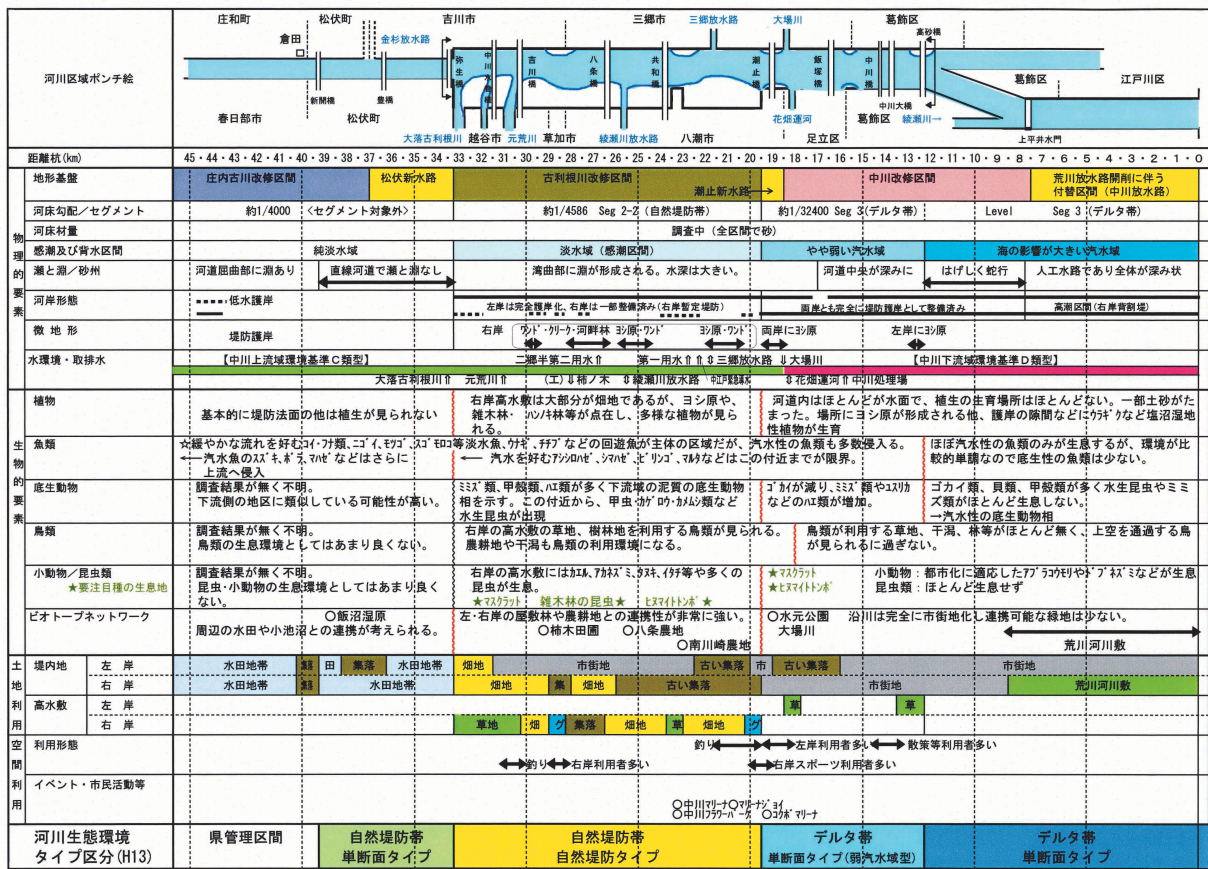 庄和町
松伏町
吉川市
三郷市
三郷放水路
大場川
葛飾区
倉田
金杉放水路
高砂橋
河川区域ポンチ絵
弥生橋
吉川橋
八条橋
共和橋
潮止橋
飯塚橋
中川橋
葛飾区
江戸川区
新開橋
豊橋
中川大橋
春日部市
松伏町
大落古利根川
越谷市
元荒川
草加市
綾瀬川放水路
八潮市
花畑運河
足立区
葛飾区
綾瀬川→
上平井水門
距離杭(km)
45・44・43・42・41・40・39・38・37・36・35・34・33・32・31・30・29・28・27・26・25・24・23・22・21・20・19・18・17・16・15・14・13・12・11・10・9・8・7・6・5・4・3・2・1・0
物理的要素
地形基盤
庄内古川改修区間
松伏新水路
古利根川改修区間
潮止新水路
中川改修区間
荒川放水路開削に伴う
付替区間(中川放水路)
河床勾配/セグメント
約1/4000 <セグメント対象外>
約1/4586 Seg 2-2 (自然堤防帯)
約1/32400 Seg 3(デルタ帯)
Level
Seg 3 (デルタ帯)
河床材量
調査中 (全区間で砂)
感潮及び背水区間
純淡水域
淡水域 (感潮区間)
やや弱い汽水域
海の影響が大きい汽水域
瀬と淵/砂州
河道屈曲部に淵あり
直線河道で瀬と淵なし
湾曲部に淵が形成される。水深は大きい。
河道中央が深みに
はげしく蛇行
人工水路であり全体が深み状
河岸形態
低水護岸
堤防護岸
左岸は完全護岸化、右岸は一部整備済み(右岸暫定堤防)
両岸とも完全に堤防護岸として整備済み
高潮区間(右岸背割堤)
微地形
右岸
ワンド・クリーク・河畔林
ヨシ原・ワンド
ヨシ原・ワンド
両岸にヨシ原
左岸にヨシ原
水環境・取排水
【中川上流域環境基準C類型】
二郷半第二用水⇑
第一用水⇑⇑⇕三郷放水路
⇓大場川
【中川下流域環境基準D類型】
大落古利根川⇑
元荒川⇑
(工)⇓柿ノ木
⇕綾瀬川放水路
⇕花畑運河⇑中川処理場
生物的要素
植物
基本的に堤防法面の他は植生が見られない
右岸高水敷は大部分が畑地であるが、ヨシ原や、
雑木林・ハンノキ林等が点在し、多様な植物が見ら
れる。
河道内はほとんどが水面で、植生の生育場所はほとんどない。一部土砂がた
まった。場所にヨシ原が形成される他、護岸の隙間などにウラギクなど塩沼湿地
性植物が生育
魚類
☆緩やかな流れを好むコイ・フナ類、ニゴイ、モツゴ、スゴモロコ等淡水魚、ウナギ、チチブなどの回遊魚が主体の区域だが、汽水性の魚類も多数侵入する。
←汽水魚のスズキ、ボラ、マハゼなどはさらに
上流へ侵入
←汽水を好むアシシロハゼ、シマハゼ、ビリンゴ、マルタなどはこの付近までが限界。
ほぼ汽水性の魚類のみが生息するが、環境が比
較的単調なので底生性の魚類は少ない。
底生動物
調査結果が無く不明。
下流側の地区に類似している可能性が高い。
ミミズ類、甲殻類、ハエ類が多く下流域の泥質の底生動物
相を示す。この付近から、甲虫・カゲロウ・カメムシ類など
水生昆虫が出現
ゴカイが減り、ミミズ類やユスリカ
などのハエ類が増加。
ゴカイ類、貝類、甲殻類が多く水生昆虫やミミ
ズ類がほとんど生息しない。
→汽水性の底生動物相
鳥類
調査結果が無く不明。
鳥類の生息環境としてはあまり良くない。
右岸の高水敷の草地、樹林地を利用する鳥類が見られる。
農耕地や干潟も鳥類の利用環境になる。
鳥類が利用する草地、干潟、林等がほとんど無く、上空を通過する鳥
が見られるに過ぎない。
小動物/昆虫類
★要注目種の生息地
調査結果が無く不明。
昆虫・小動物の生息環境としてはあまり良く
ない。
右岸の高水敷にはカエル、アカネズミ、タヌキ、イタチ等や多くの
昆虫が生息。
★マスクラット 雑木林の昆虫★ ヒヌマイトトンボ★
★マスクラット
★ヒヌマイトトンボ
小動物:都市化に適応したアブラコウモリやドブネズミなどが生息
昆虫類:ほとんど生息せず
ビオトープネットワーク
○飯沼湿原
周辺の水田や小池沼との連携が考えられる。
左・右岸の屋敷林や農耕地との連携性が非常に強い。
○柿木田圃 ○八条農地
○南川崎農地
○水元公園 沿川は完全に市街地化し連携可能な緑地は少ない。
大場川
荒川河川敷
土地利用
堤内地 左岸
水田地帯
田
集落
水田地帯
畑地
市街地
古い集落
市
古い集落
市街地
右岸
水田地帯
水田地帯
畑地
集
畑地
古い集落
市街地
荒川河川敷
高水敷 左岸
草
草
右岸
草地
畑
グ
集落
畑地
草
畑地
グ
空間利用
利用形態
釣り
左岸利用者多い
散策等利用者多い
釣り
右岸利用者多い
右岸スポーツ利用者多い
イベント・市民活動等
○中川マリーナ○マリーナジョイ
○中川フラワーパーク ○コクボマリーナ
河川生態環境
タイプ区分(H13)
県管理区間
自然堤防帯
単断面タイプ
自然堤防帯
自然堤防タイプ
デルタ帯
単断面タイプ(弱汽水域型)
デルタ帯
単断面タイプ